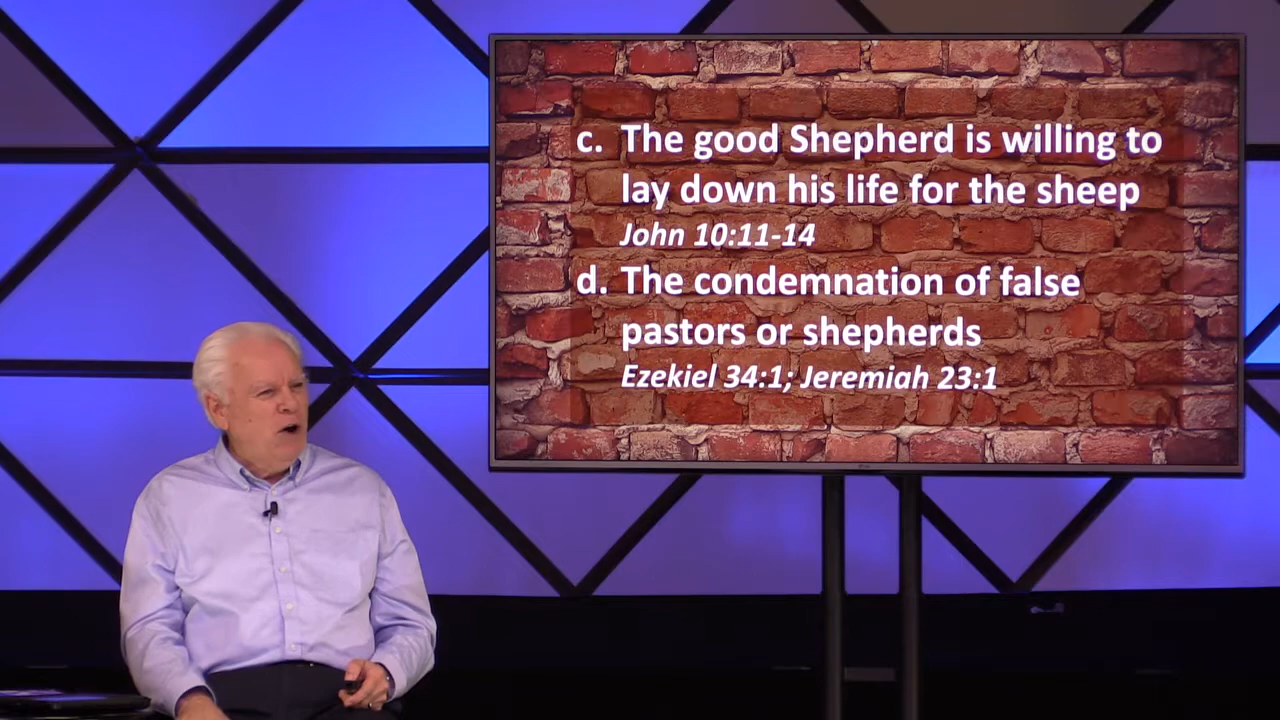 c. The good Shepherd is willing to
lay down his life for the sheep
John 10:11-14
d. The condemnation of false
pastors or shepherds
Ezekiel 34:1; Jeremiah 23:1